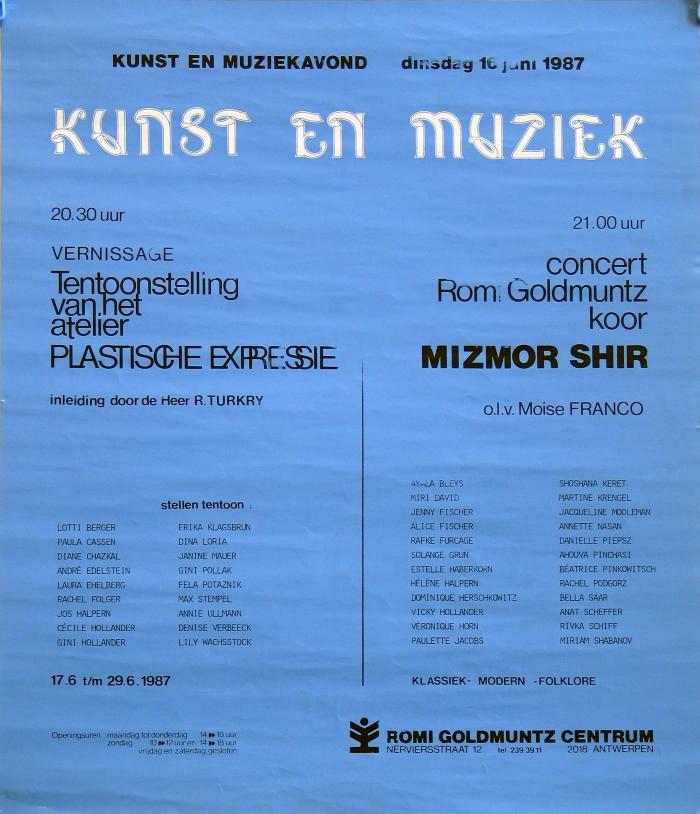 KUNST EN MUZIEKAVOND dinsdag 16 juni 1987
KUNST EN MUZIEK
20.30 uur
VERNISSAGE
Tentoonstelling
van het
atelier
PLASTISCHE EXPRESSIE
inleiding door de Heer R. TURKRY
stellen tentoon :
LOTTI BERGER
PAULA CASSEN
DIANE CHAZKAL
ANDRÉ EDELSTEIN
LAURA EHELBERG
RACHEL FOLGER
JOS HALPERN
CÉCILE HOLLANDER
GINI HOLLANDER
ERIKA KLAGSBRUN
DINA LORIA
JANINE MAUER
GINI POLLAK
FELA POTAZNIK
MAX STEMPEL
ANNIE ULLMANN
DENISE VERBEECK
LILY WACHSSTOCK
17.6 t/m 29.6.1987
Openingsuren : maandag tot donderdag 14 ▸▸ 18 uur
zondag 10 ▸▸ 12 uur en 14 ▸▸ 18 uur
vrijdag en zaterdag gesloten
21.00 uur
concert
Romi Goldmuntz
koor
MIZMOR SHIR
o.l.v. Moise FRANCO
AYALA BLEYS
MIRI DAVID
JENNY FISCHER
ALICE FISCHER
RAFKE FURCAGE
SOLANGE GRUN
ESTELLE HABERKORN
HÉLÈNE HALPERN
DOMINIQUE HERSCHKOWITZ
VICKY HOLLANDER
VÉRONIQUE HORN
PAULETTE JACOBS
SHOSHANA KERET
MARTINE KRENGEL
JACQUELINE MOOLEMAN
ANNETTE NASAN
DANIELLE PIEPSZ
AHOUVA PINCHASI
BÉATRICE PINKOWITSCH
RACHEL PODGORZ
BELLA SAAR
ANAT SCHEFFER
RIVKA SCHIFF
MIRIAM SHABANOV
KLASSIEK- MODERN -FOLKLORE
ROMI GOLDMUNTZ CENTRUM
NERVIERSSTRAAT 12 tel 239.39.11 2018 ANTWERPEN